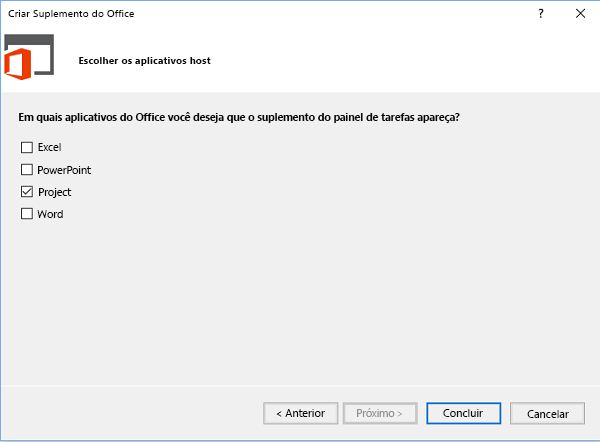 Criar Suplemento do Office ?
Escolher os aplicativos host
Em quais aplicativos do Office você deseja que o suplemento do painel de tarefas apareça?
Excel
PowerPoint
Project
Word
< Anterior Próximo > Concluir Cancelar